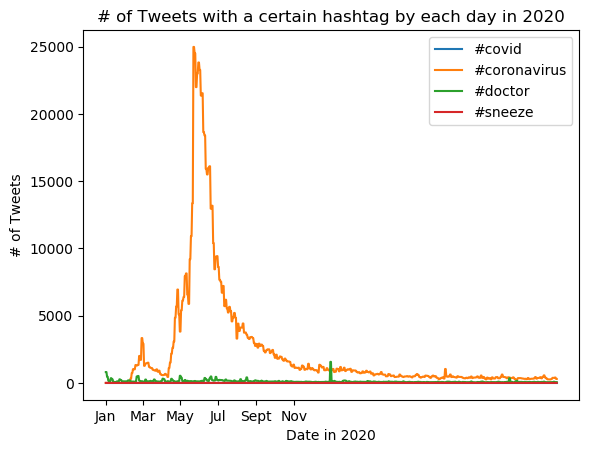 # of Tweets with a certain hashtag by each day in 2020
#covid
#coronavirus
#doctor
#sneeze
25000
20000
15000
10000
5000
0
# of Tweets
Jan Mar May Jul Sept Nov
Date in 2020